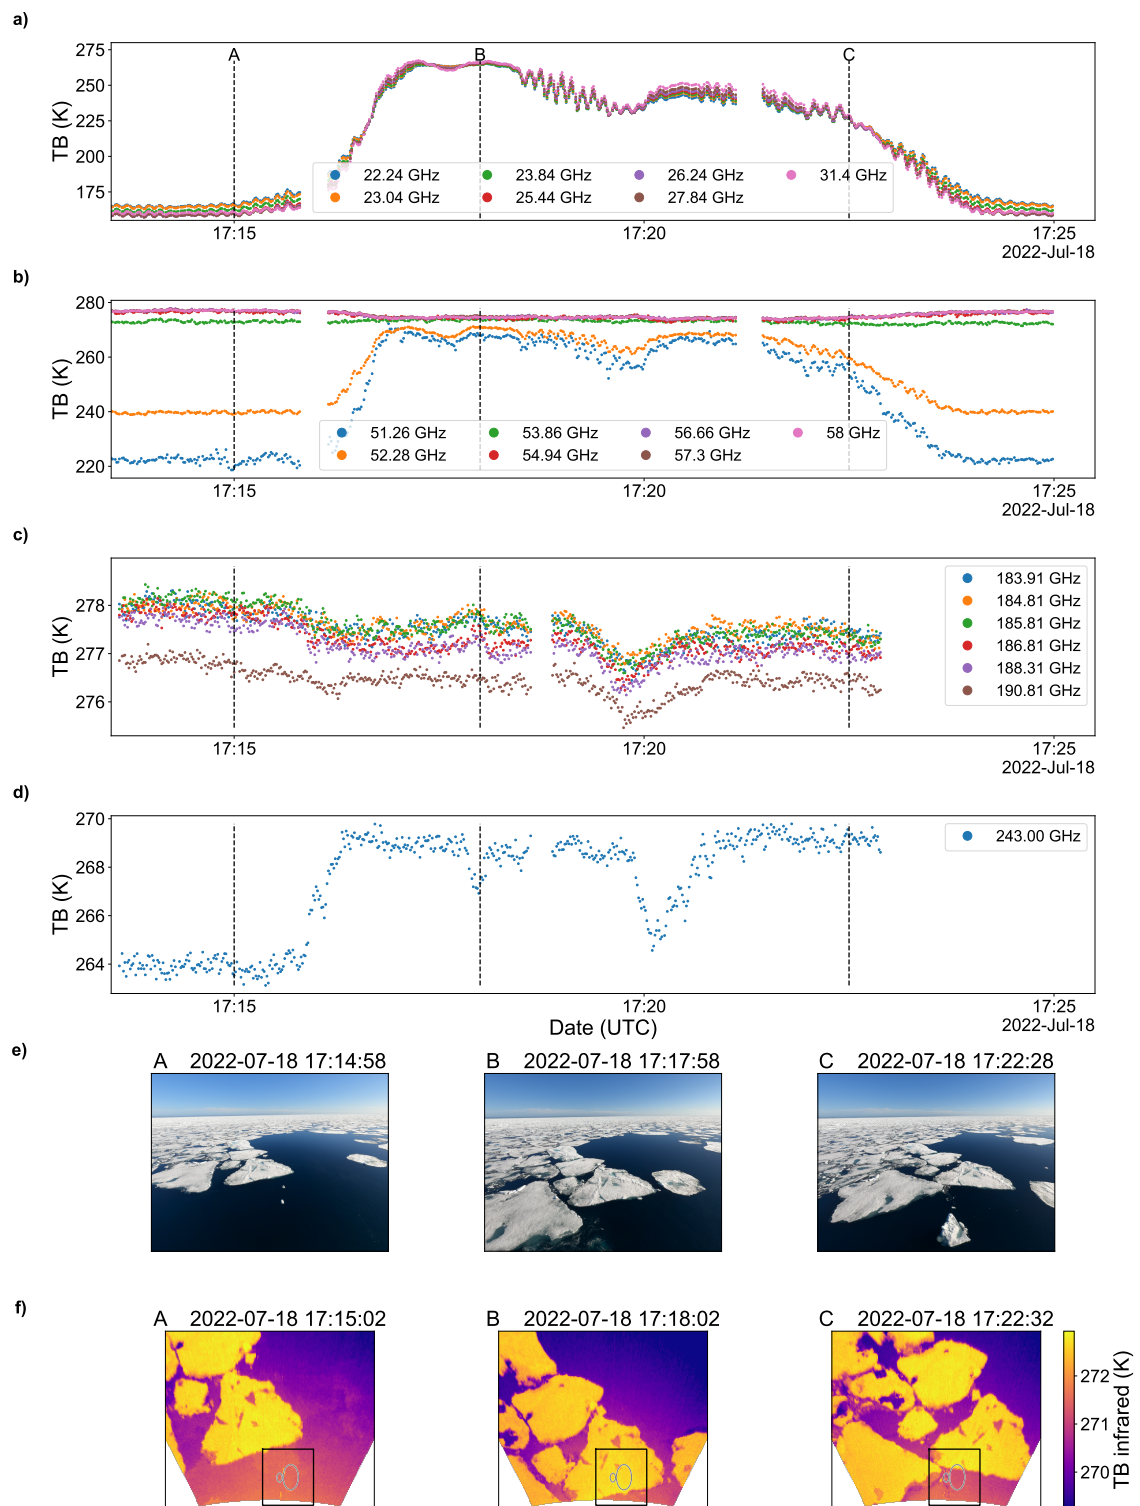 a)
275
250
225
200
175
TB (K)
A
B
C
22.24 GHz
23.84 GHz
26.24 GHz
31.4 GHz
23.04 GHz
25.44 GHz
27.84 GHz
17:15
17:20
17:25
2022-Jul-18
b)
280
260
240
220
TB (K)
51.26 GHz
53.86 GHz
56.66 GHz
58 GHz
52.28 GHz
54.94 GHz
57.3 GHz
17:15
17:20
17:25
2022-Jul-18
c)
278
277
276
TB (K)
183.91 GHz
184.81 GHz
185.81 GHz
186.81 GHz
188.31 GHz
190.81 GHz
17:15
17:20
17:25
2022-Jul-18
d)
270
268
266
264
TB (K)
243.00 GHz
17:15
17:20
17:25
Date (UTC)
2022-Jul-18
e)
A 2022-07-18 17:14:58
B 2022-07-18 17:17:58
C 2022-07-18 17:22:28
f)
A 2022-07-18 17:15:02
B 2022-07-18 17:18:02
C 2022-07-18 17:22:32
272
271
270
TB infrared (K)